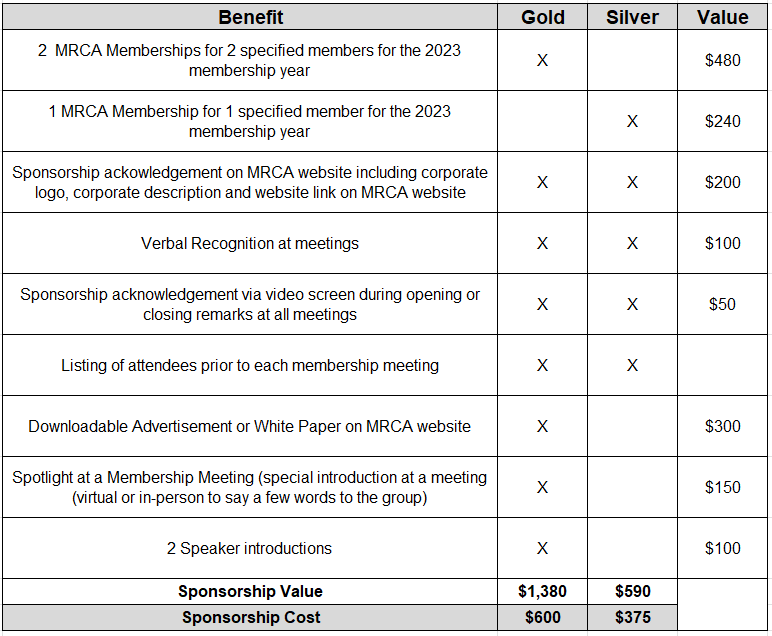 Benefit Gold Silver Value
2 MRCA Memberships for 2 specified members for the 2023
membership year
X $480
1 MRCA Membership for 1 specified member for the 2023
membership year
X $240
Sponsorship ackowledgement on MRCA website including corporate
logo, corporate description and website link on MRCA website
X X $200
Verbal Recognition at meetings X X $100
Sponsorship acknowledgement via video screen during opening or
closing remarks at all meetings
X X $50
Listing of attendees prior to each membership meeting X X
Downloadable Advertisement or White Paper on MRCA website X $300
Spotlight at a Membership Meeting (special introduction at a meeting
(virtual or in-person to say a few words to the group)
X $150
2 Speaker introductions X $100
Sponsorship Value $1,380 $590
Sponsorship Cost $600 $375